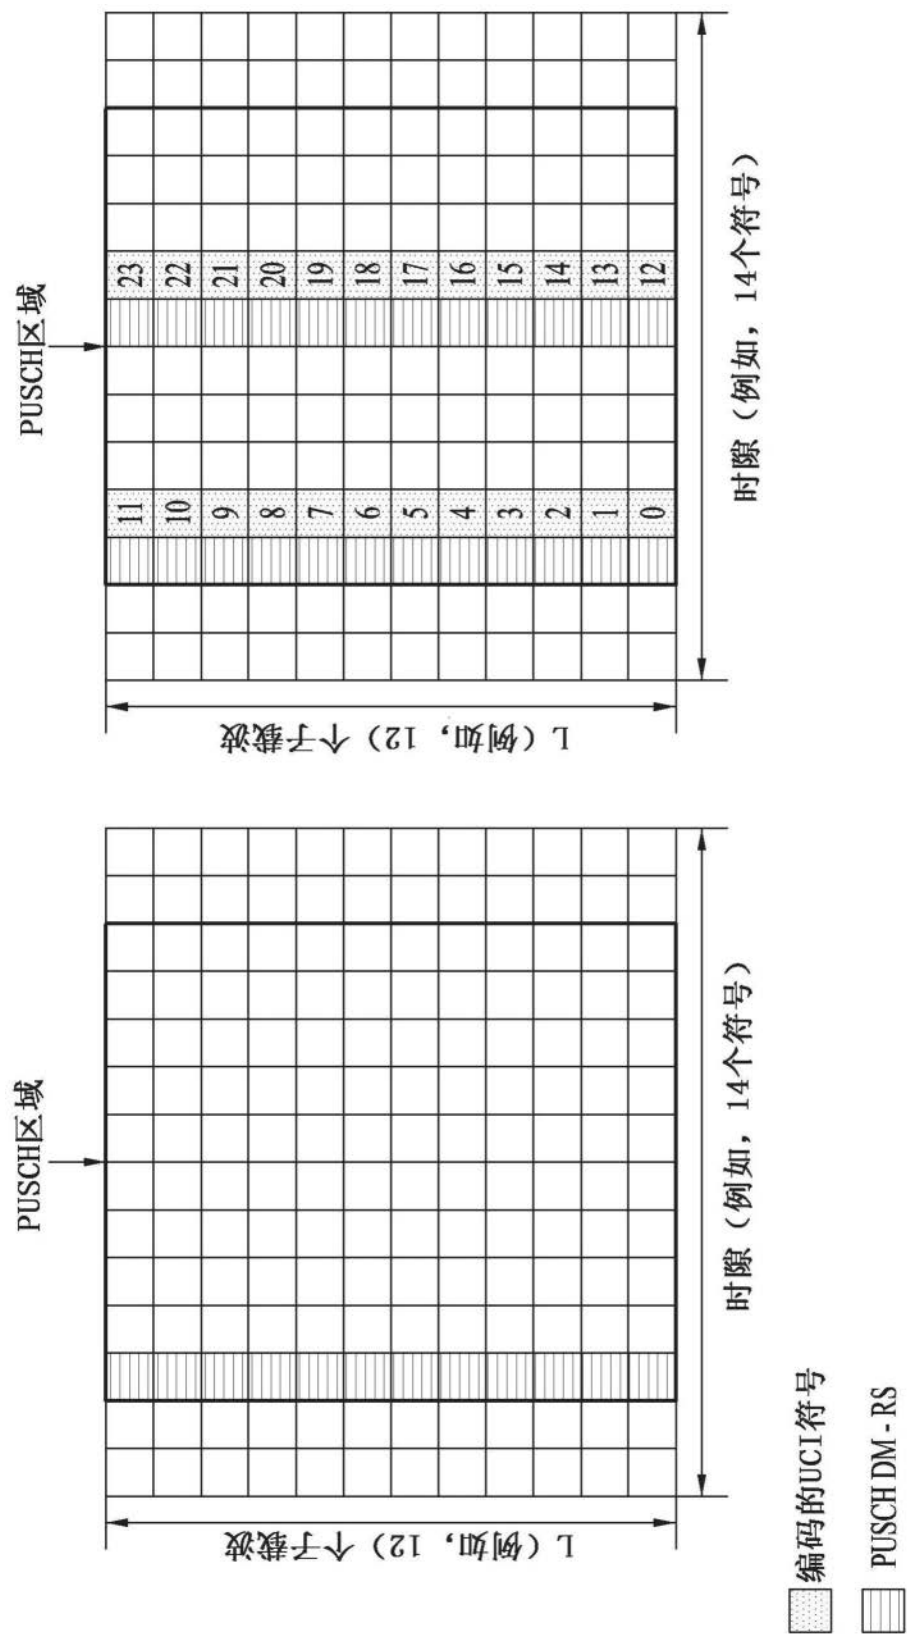 PUSCH区域
L（例如，12）个子载波
时隙（例如，14个符号）
PUSCH区域
L（例如，12）个子载波
11 23
10 22
9 21
8 20
7 19
6 18
5 17
4 16
3 15
2 14
1 13
0 12
时隙（例如，14个符号）
编码的UCI符号
PUSCH DM-RS